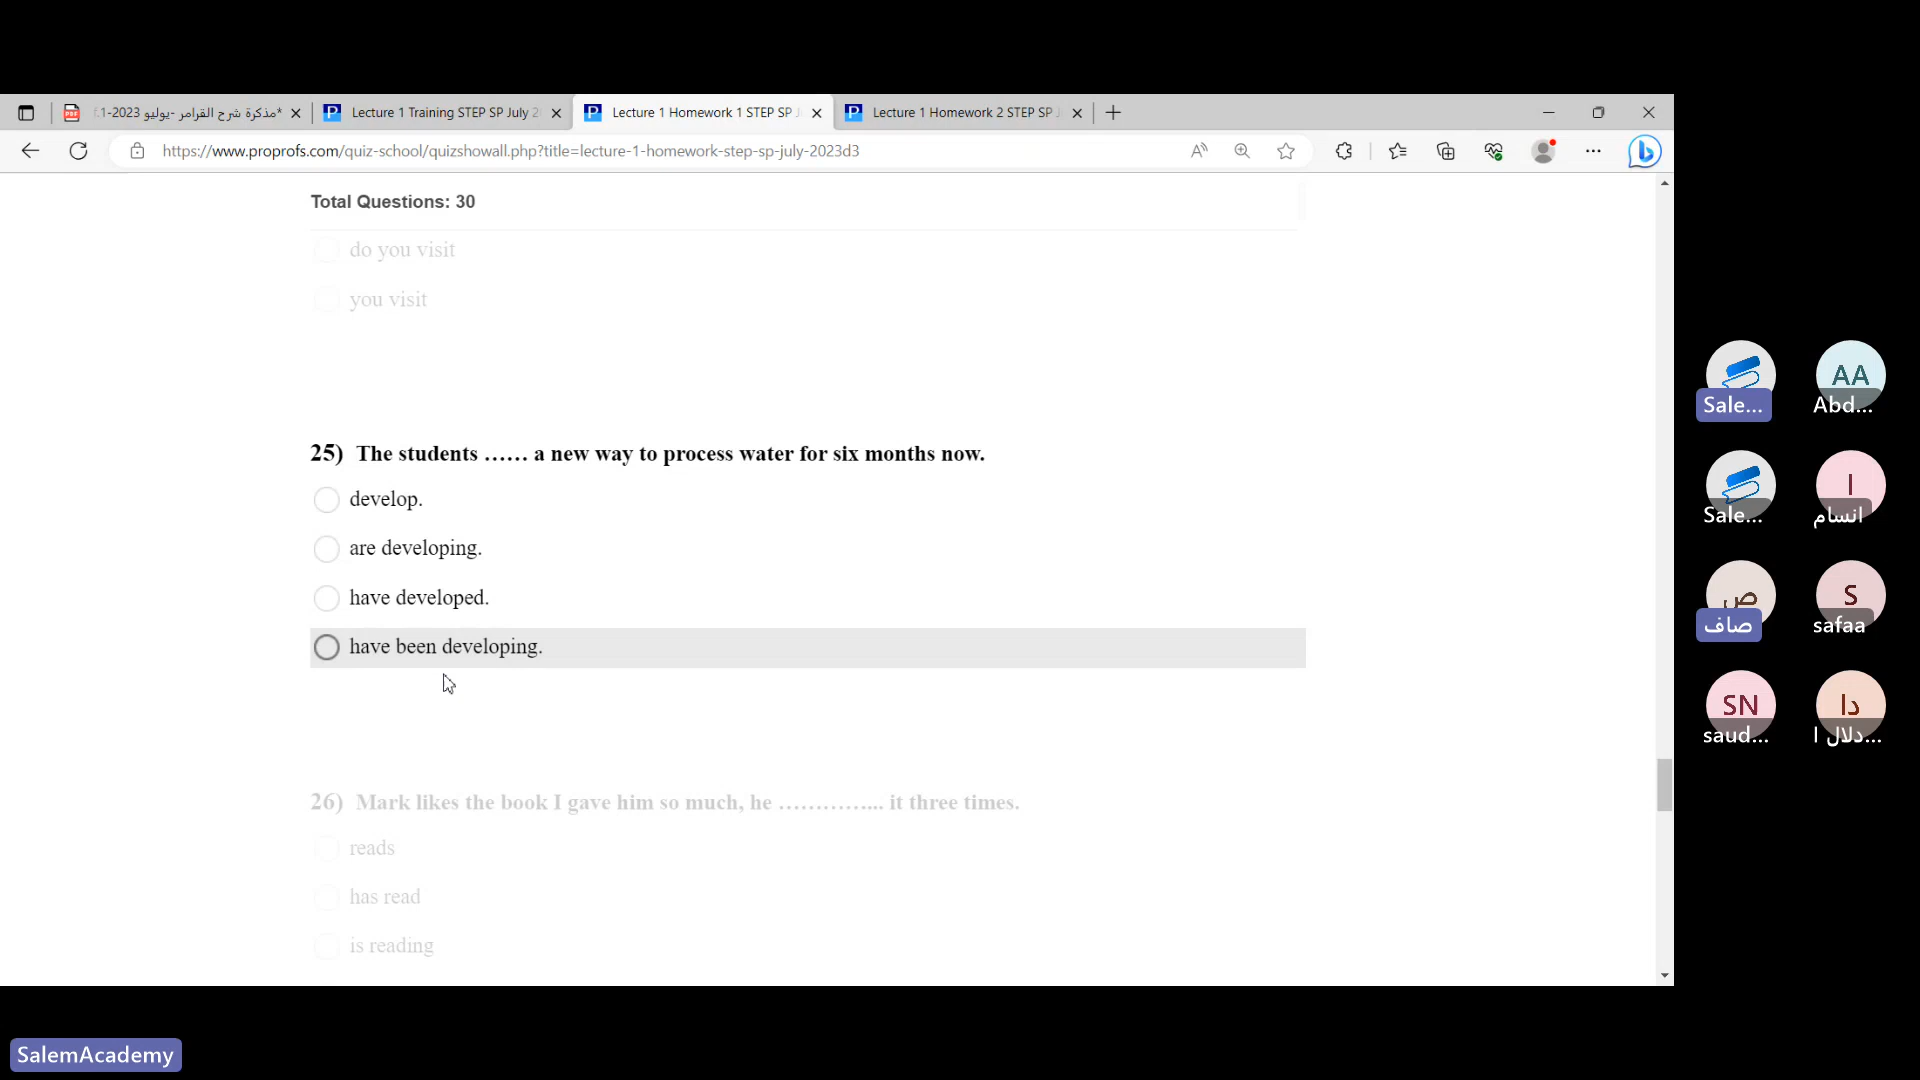 *مذكرة شرح القرامر -يوليو 2023-1.f
Lecture 1 Training STEP SP July 2
Lecture 1 Homework 1 STEP SP J
Lecture 1 Homework 2 STEP SP J
https://www.proprofs.com/quiz-school/quizshowall.php?title=lecture-1-homework-step-sp-july-2023d3
Total Questions: 30
do you visit
you visit
25) The students …… a new way to process water for six months now.
develop.
are developing.
have developed.
have been developing.
26) Mark likes the book I gave him so much, he ………….. it three times.
reads
has read
is reading
Sale...
AA
Abd...
Sale...
ا
انسام
ص
صاف
S
safaa
SN
saud...
دا
دلال ا...
SalemAcademy